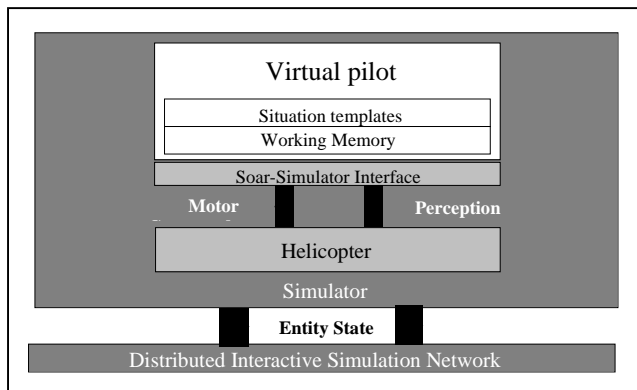 Virtual pilot
Situation templates
Working Memory
Soar-Simulator Interface
Motor Perception
Helicopter
Simulator
Entity State
Distributed Interactive Simulation Network